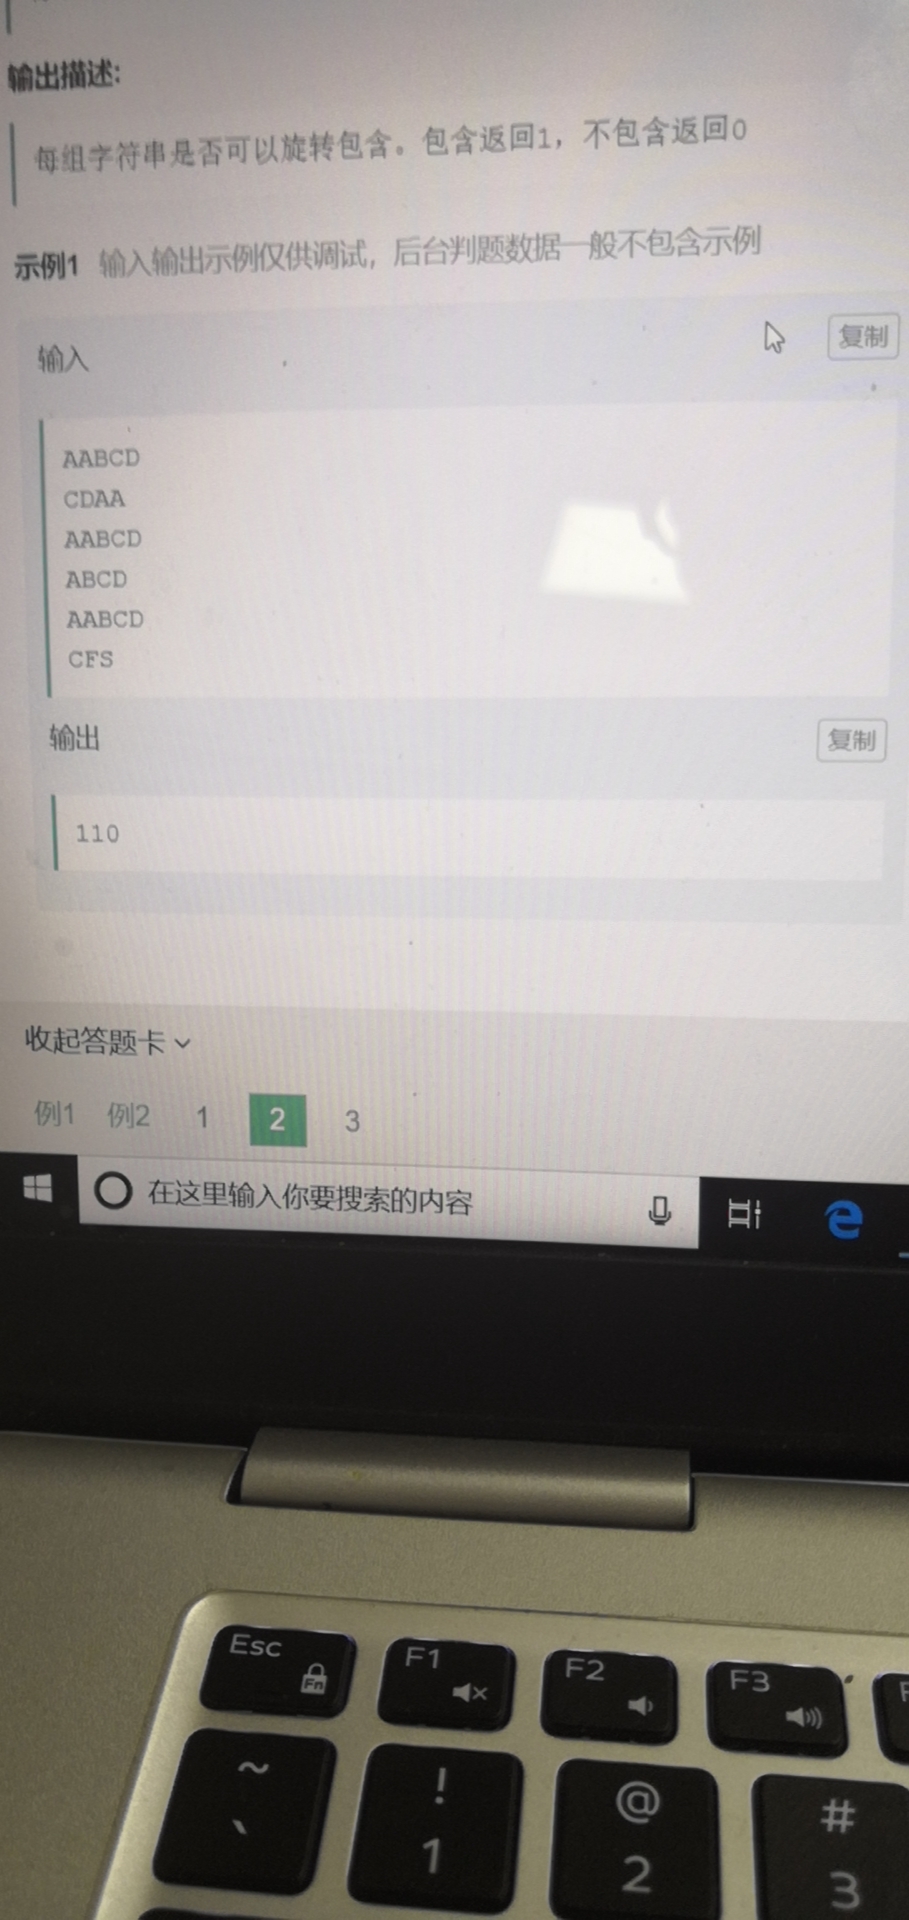 输出描述:
每组字符串是否可以旋转包含。包含返回1，不包含返回0
示例1 输入输出示例仅供调试，后台判题数据一般不包含示例
输入
复制
AABCD
CDAA
AABCD
ABCD
AABCD
CFS
输出
复制
110
收起答题卡
例1 例2 1 2 3
在这里输入你要搜索的内容
Esc F1 F2 F3
Fn
~ ! @ #
` 1 2 3